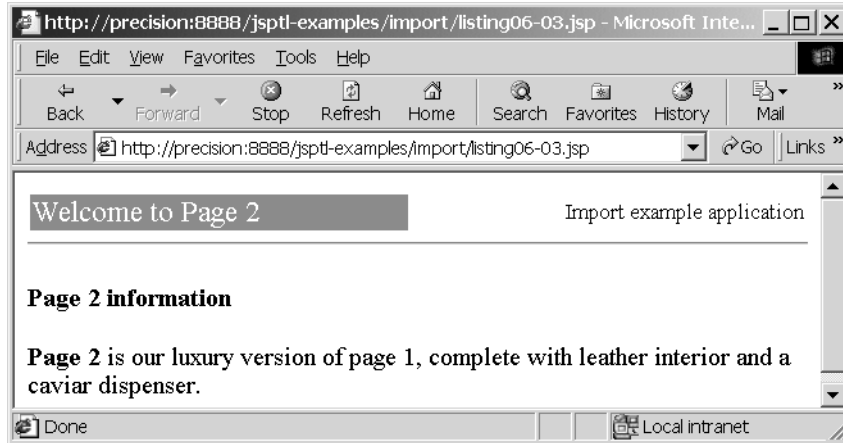 http://precision:8888/jsptl-examples/import/listing06-03.jsp - Microsoft Inte...
File Edit View Favorites Tools Help
Back Forward Stop Refresh Home Search Favorites History Mail »
Address http://precision:8888/jsptl-examples/import/listing06-03.jsp Go Links »
Welcome to Page 2 Import example application
Page 2 information
Page 2 is our luxury version of page 1, complete with leather interior and a
caviar dispenser.
Done Local intranet